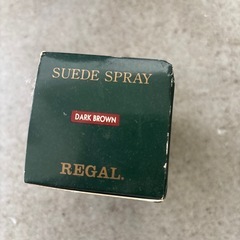 SUEDE SPRAY
DARK BROWN
REGAL.